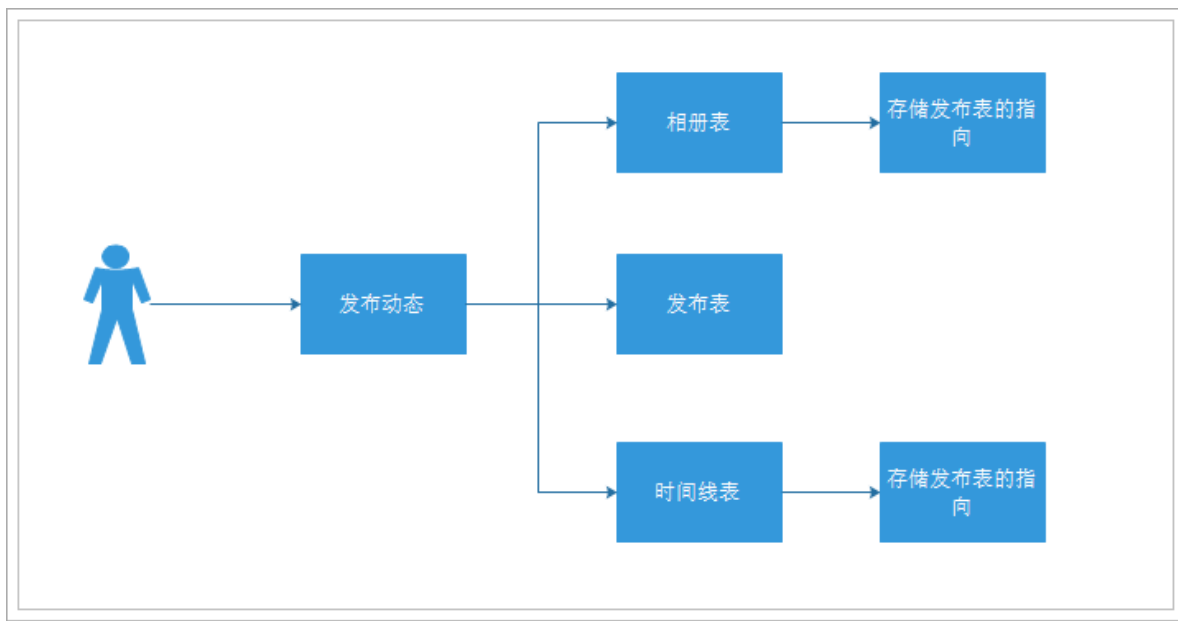 相册表
存储发布表的指
向
发布动态
发布表
时间线表
存储发布表的指
向